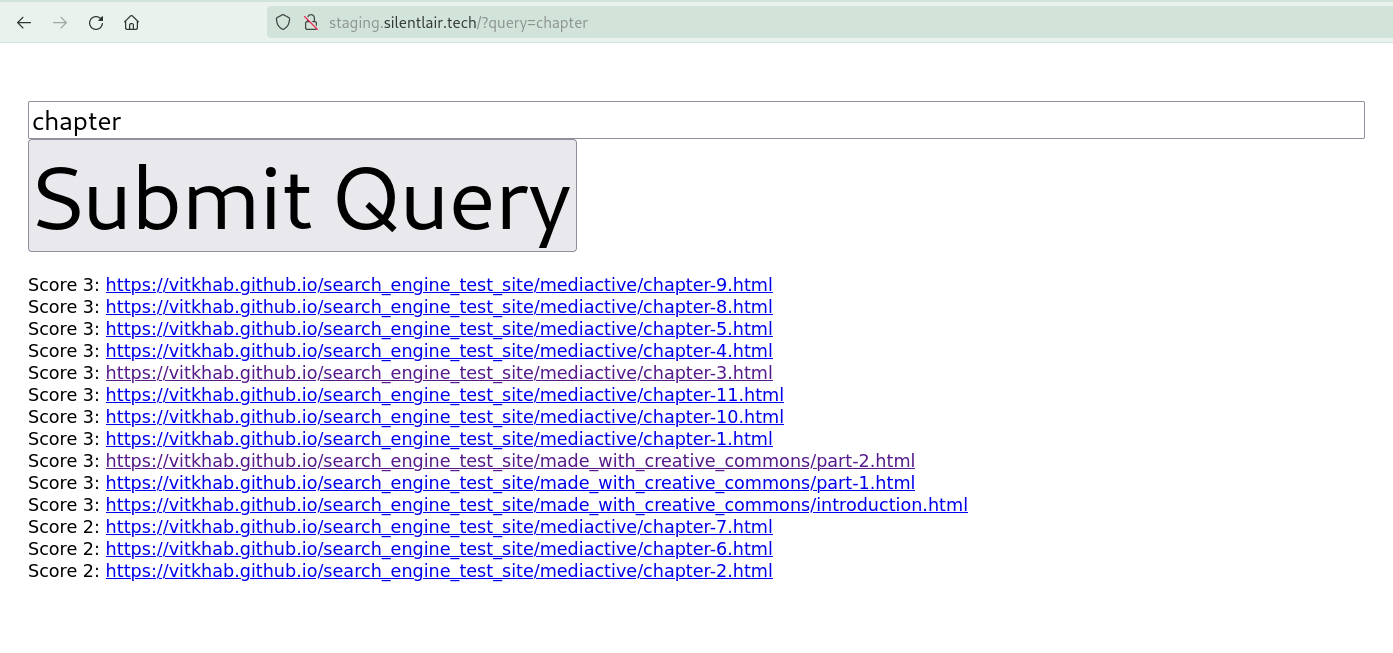 staging.silentlair.tech/?query=chapter
chapter
Submit Query
Score 3: https://vitkhab.github.io/search_engine_test_site/mediactive/chapter-9.html
Score 3: https://vitkhab.github.io/search_engine_test_site/mediactive/chapter-8.html
Score 3: https://vitkhab.github.io/search_engine_test_site/mediactive/chapter-5.html
Score 3: https://vitkhab.github.io/search_engine_test_site/mediactive/chapter-4.html
Score 3: https://vitkhab.github.io/search_engine_test_site/mediactive/chapter-3.html
Score 3: https://vitkhab.github.io/search_engine_test_site/mediactive/chapter-11.html
Score 3: https://vitkhab.github.io/search_engine_test_site/mediactive/chapter-10.html
Score 3: https://vitkhab.github.io/search_engine_test_site/mediactive/chapter-1.html
Score 3: https://vitkhab.github.io/search_engine_test_site/made_with_creative_commons/part-2.html
Score 3: https://vitkhab.github.io/search_engine_test_site/made_with_creative_commons/part-1.html
Score 3: https://vitkhab.github.io/search_engine_test_site/made_with_creative_commons/introduction.html
Score 2: https://vitkhab.github.io/search_engine_test_site/mediactive/chapter-7.html
Score 2: https://vitkhab.github.io/search_engine_test_site/mediactive/chapter-6.html
Score 2: https://vitkhab.github.io/search_engine_test_site/mediactive/chapter-2.html